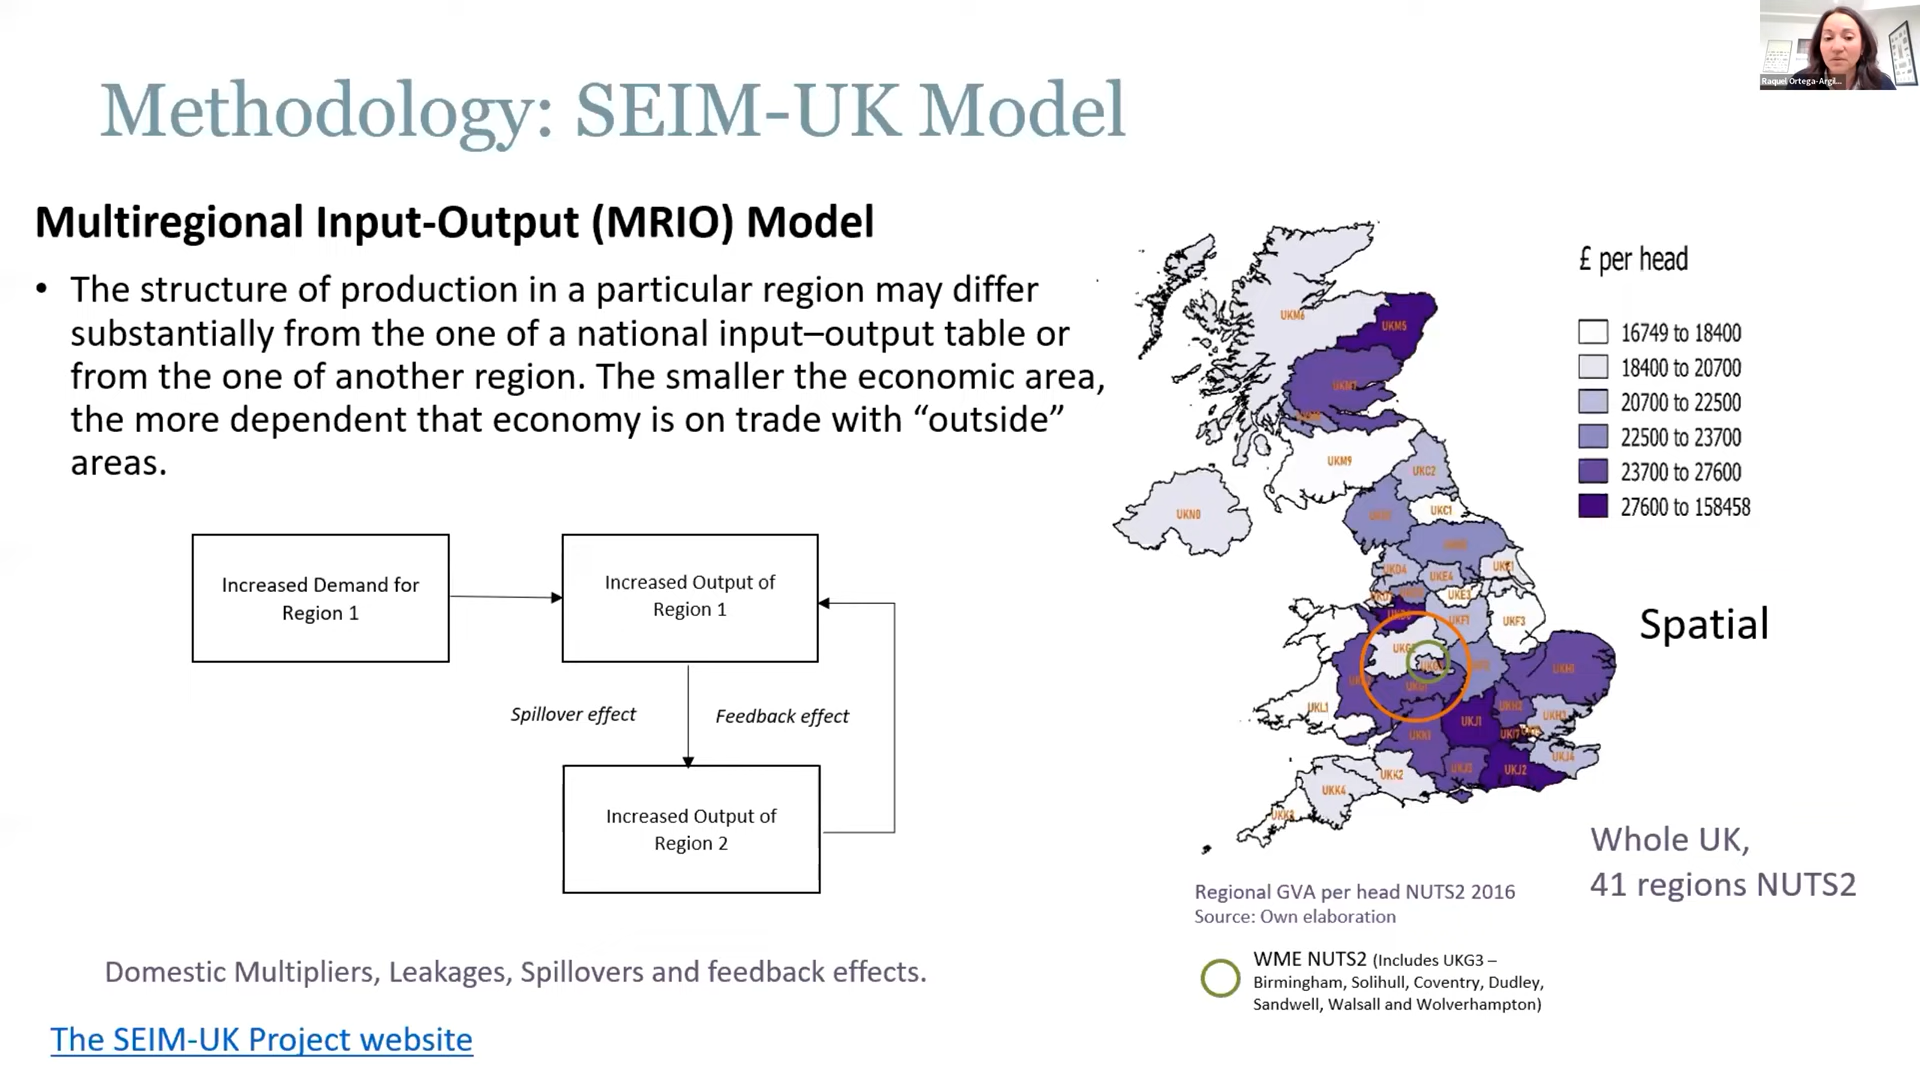 Methodology: SEIM-UK Model
Raquel Ortega-Argil...
Multiregional Input-Output (MRIO) Model
• The structure of production in a particular region may differ
substantially from the one of a national input–output table or
from the one of another region. The smaller the economic area,
the more dependent that economy is on trade with “outside”
areas.
Increased Demand for
Region 1
Increased Output of
Region 1
Spillover effect
Feedback effect
Increased Output of
Region 2
Domestic Multipliers, Leakages, Spillovers and feedback effects.
The SEIM-UK Project website
£ per head
16749 to 18400
18400 to 20700
20700 to 22500
22500 to 23700
23700 to 27600
27600 to 158458
UKM6
UKM5
UKM7
UKM9
UKC2
UKN0
UKC1
UKD4
UKE4
UKE1
UKE3
UKF1
UKF3
UKH1
UKL1
UKG1
UKJ1
UKH2
UKH3
UKI7
UKK1
UKJ3
UKJ2
UKJ4
UKK2
UKK4
UKK3
Spatial
Whole UK,
41 regions NUTS2
Regional GVA per head NUTS2 2016
Source: Own elaboration
WME NUTS2 (Includes UKG3 –
Birmingham, Solihull, Coventry, Dudley,
Sandwell, Walsall and Wolverhampton)